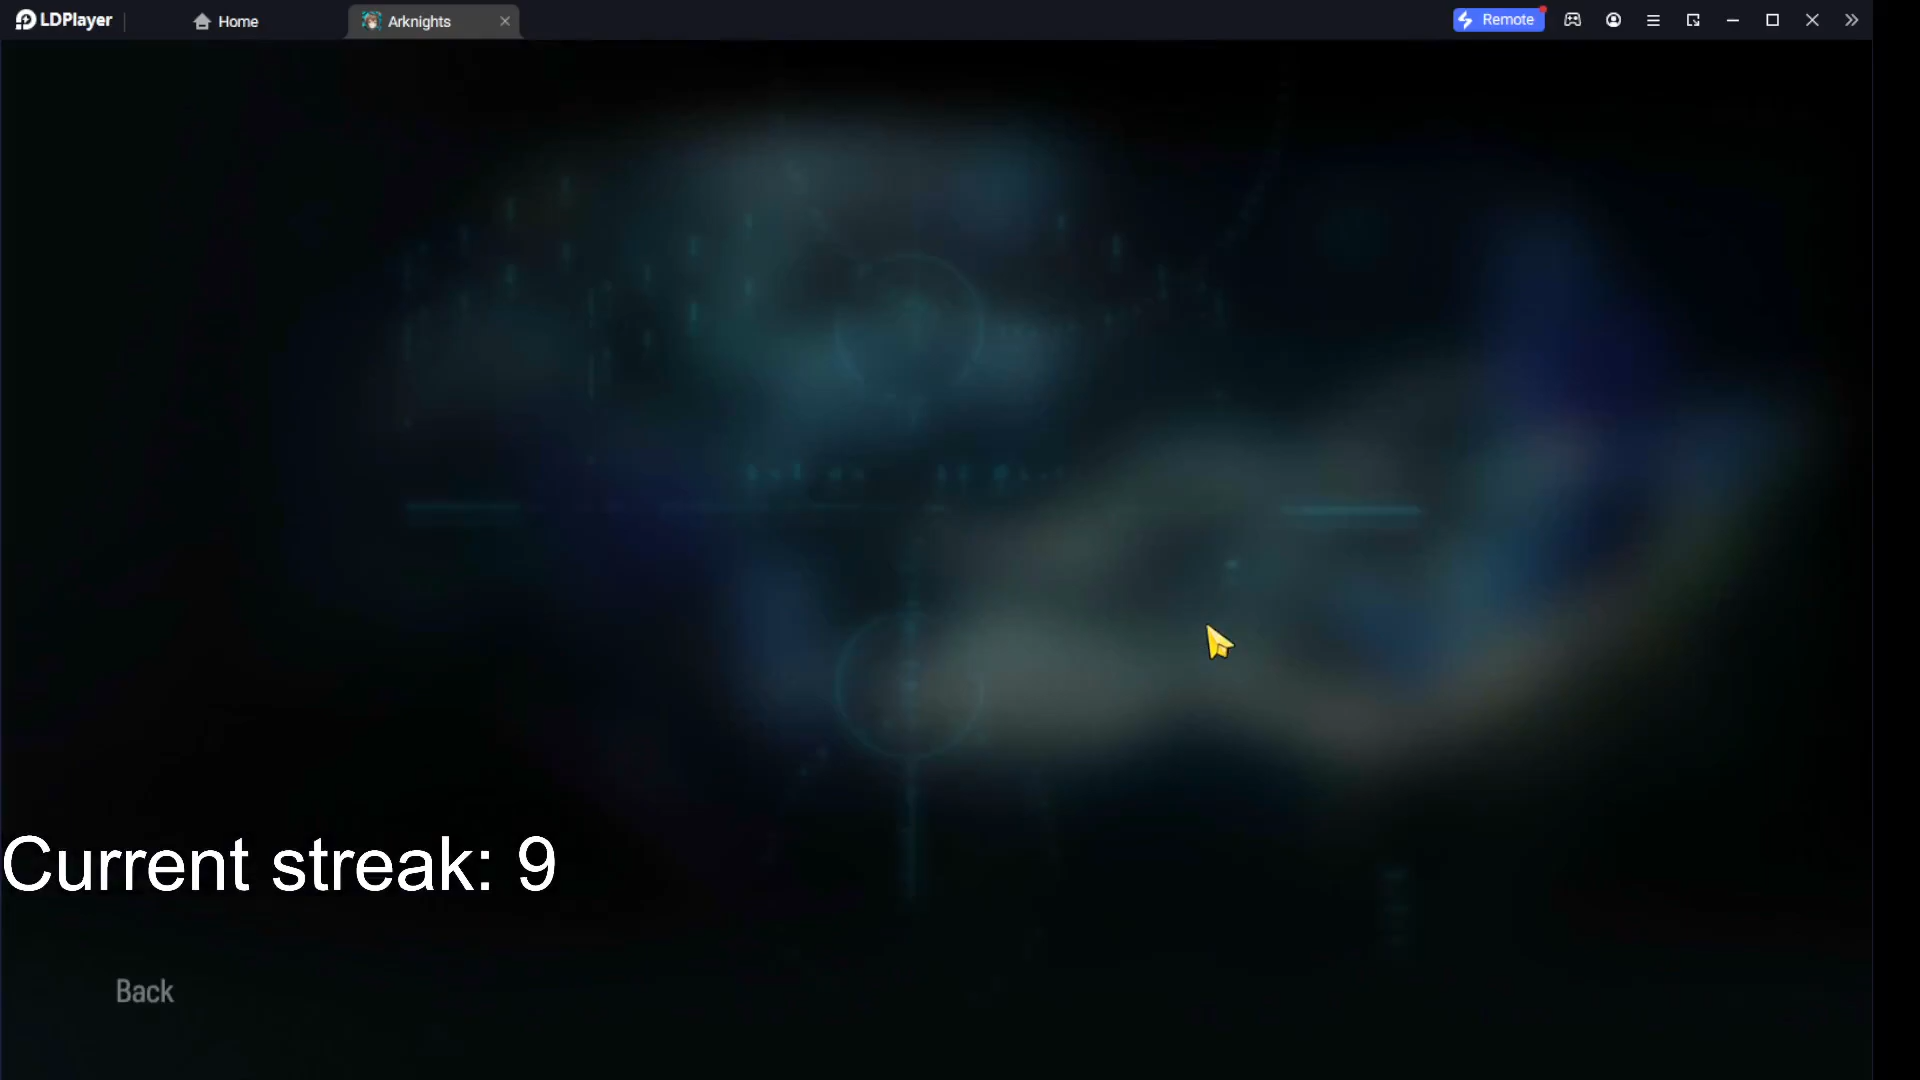 LDPlayer
Home
Arknights
Remote
Current streak: 9
Back